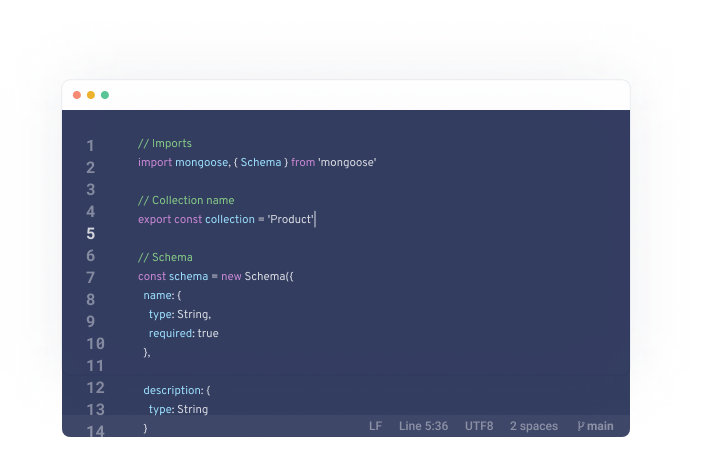 1
2
3
4
5
6
7
8
9
10
11
12
13
14
// Imports
import mongoose, { Schema } from 'mongoose'
// Collection name
export const collection = 'Product'
// Schema
const schema = new Schema({
name: {
type: String,
required: true
},
description: {
type: String
}
LF Line 5:36 UTF8 2 spaces main